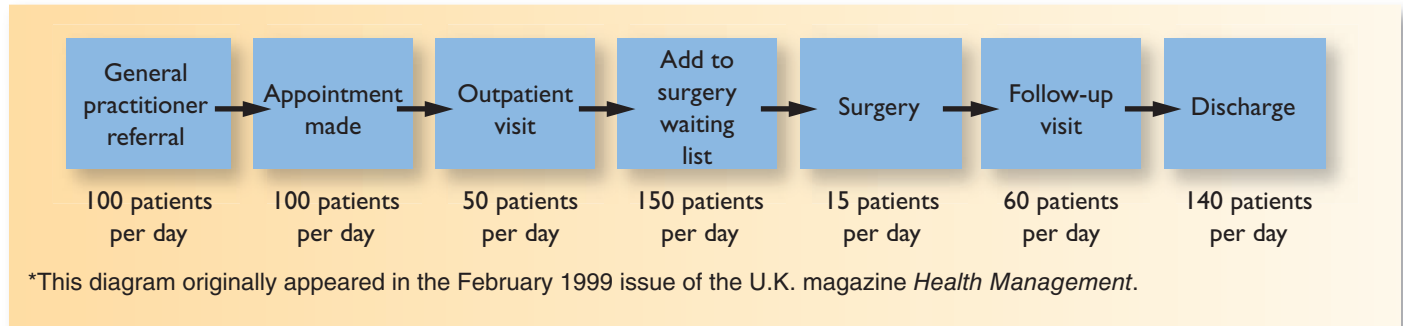 General
practitioner
referral
Appointment
made
Outpatient
visit
Add to
surgery
waiting
list
Surgery
Follow-up
visit
Discharge
100 patients
per day
100 patients
per day
50 patients
per day
150 patients
per day
15 patients
per day
60 patients
per day
140 patients
per day
*This diagram originally appeared in the February 1999 issue of the U.K. magazine Health Management.